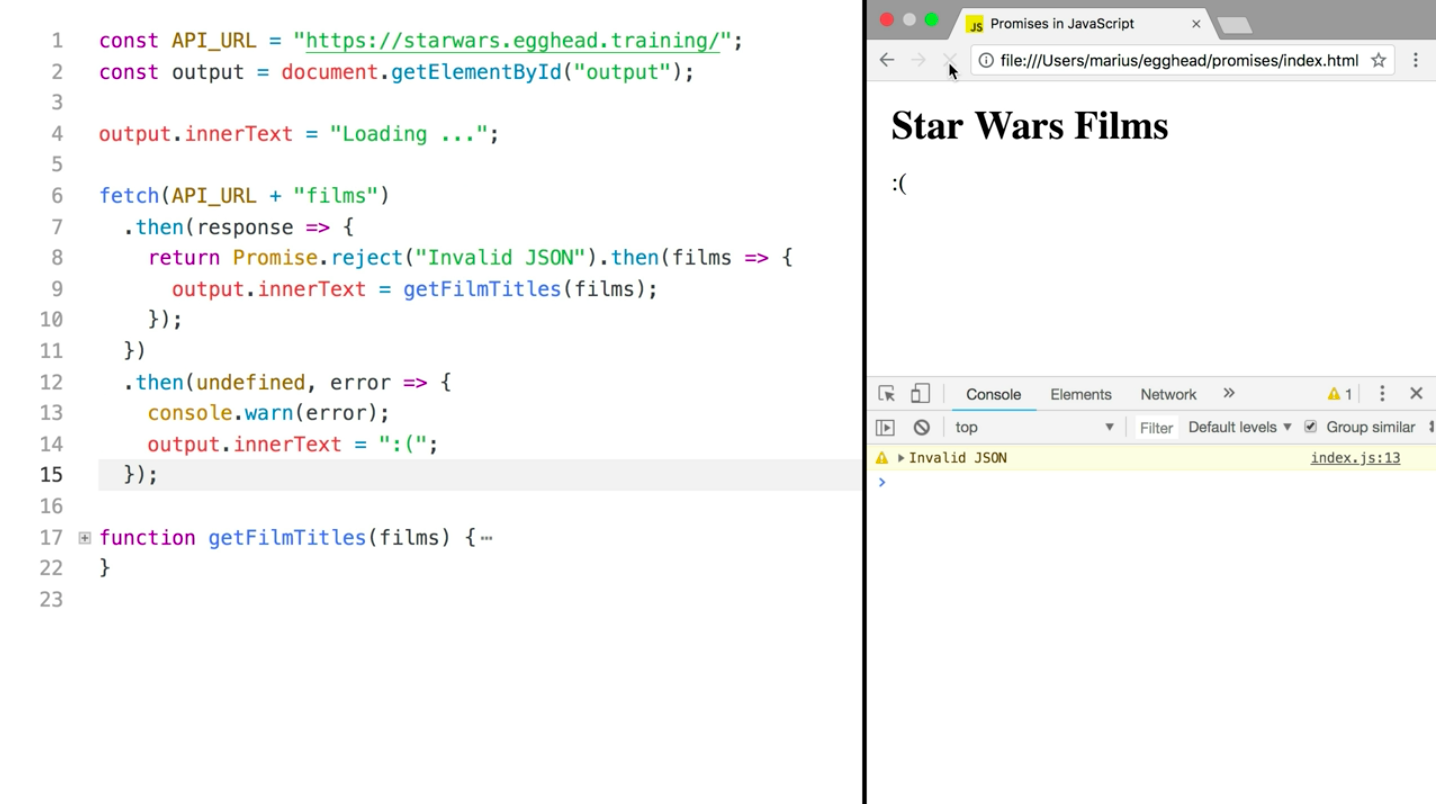 1 const API_URL = "https://starwars.egghead.training/";
2 const output = document.getElementById("output");
3
4 output.innerText = "Loading ...";
5
6 fetch(API_URL + "films")
7 .then(response => {
8 return Promise.reject("Invalid JSON").then(films => {
9 output.innerText = getFilmTitles(films);
10 });
11 })
12 .then(undefined, error => {
13 console.warn(error);
14 output.innerText = ":(";
15 });
16
17 function getFilmTitles(films) {⋯
22 }
23
JS Promises in JavaScript
file:///Users/marius/egghead/promises/index.html
Star Wars Films
:(
Console Elements Network » 1
top Filter Default levels Group similar
Invalid JSON index.js:13